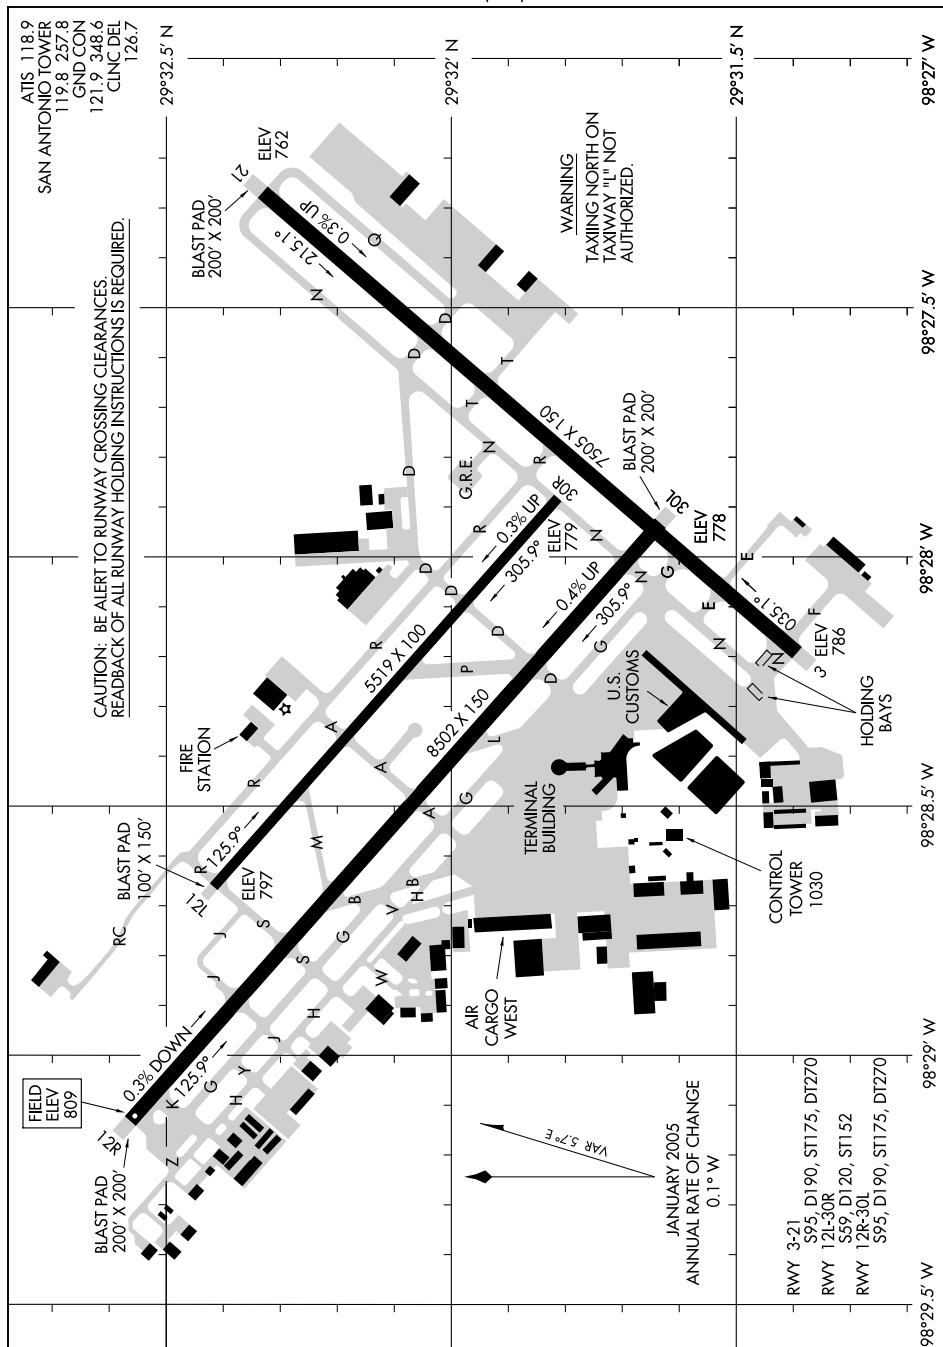 ATIS 118.9
SAN ANTONIO TOWER
119.8 257.8
GND CON
121.9 348.6
CLNC DEL
126.7
CAUTION: BE ALERT TO RUNWAY CROSSING CLEARANCES.
READBACK OF ALL RUNWAY HOLDING INSTRUCTIONS IS REQUIRED.
29°32.5' N
29°32' N
29°31.5' N
98°27' W
98°27.5' W
98°28' W
98°28.5' W
98°29' W
98°29.5' W
WARNING
TAXIING NORTH ON
TAXIWAY "L" NOT
AUTHORIZED.
BLAST PAD
200' X 200'
21
ELEV
762
215.1°
0.3% UP
7505 X 150
BLAST PAD
200' X 200'
30L
ELEV
778
035.1°
3
ELEV
786
HOLDING
BAYS
30R
ELEV
779
0.3% UP
305.9°
5519 X 100
BLAST PAD
100' X 150'
12L
ELEV
797
125.9°
0.4% UP
305.9°
8502 X 150
0.3% DOWN
125.9°
12R
FIELD
ELEV
809
BLAST PAD
200' X 200'
FIRE
STATION
G.R.E.
U.S.
CUSTOMS
TERMINAL
BUILDING
CONTROL
TOWER
1030
AIR
CARGO
WEST
N
Q
D
D
T
T
D
N
R
R
D
D
D
D
P
R
A
A
A
R
R
RC
J
J
S
S
M
B
B
G
V
H
W
H
J
Y
G
H
K
Z
G
L
G
G
N
N
N
N
E
E
F
JANUARY 2005
ANNUAL RATE OF CHANGE
0.1° W
VAR 5.7° E
RWY 3-21
S95, D190, ST175, DT270
RWY 12L-30R
S59, D120, ST152
RWY 12R-30L
S95, D190, ST175, DT270